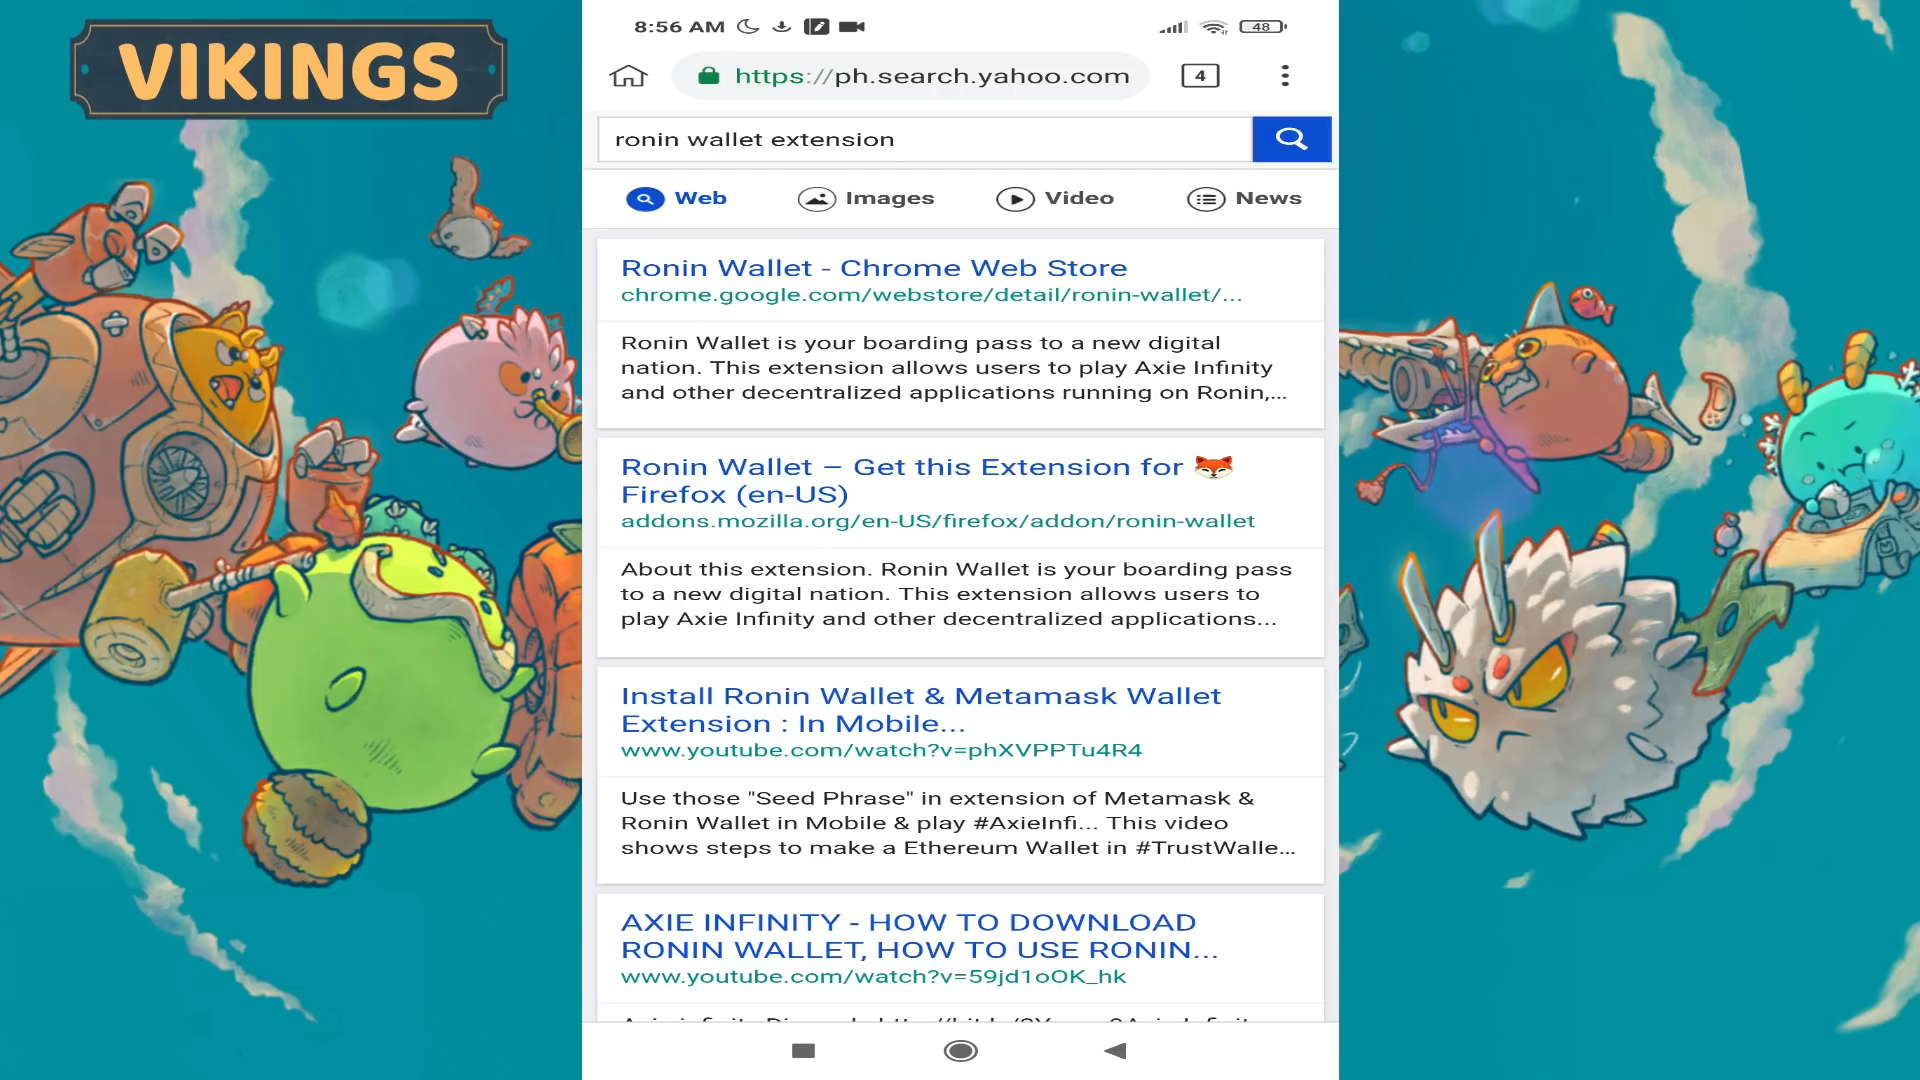 VIKINGS
8:56 AM
48
https://ph.search.yahoo.com
4
ronin wallet extension
Web
Images
Video
News
Ronin Wallet - Chrome Web Store
chrome.google.com/webstore/detail/ronin-wallet/...
Ronin Wallet is your boarding pass to a new digital
nation. This extension allows users to play Axie Infinity
and other decentralized applications running on Ronin,...
Ronin Wallet – Get this Extension for 🦊
Firefox (en-US)
addons.mozilla.org/en-US/firefox/addon/ronin-wallet
About this extension. Ronin Wallet is your boarding pass
to a new digital nation. This extension allows users to
play Axie Infinity and other decentralized applications...
Install Ronin Wallet & Metamask Wallet
Extension : In Mobile...
www.youtube.com/watch?v=phXVPPTu4R4
Use those "Seed Phrase" in extension of Metamask &
Ronin Wallet in Mobile & play #AxieInfi... This video
shows steps to make a Ethereum Wallet in #TrustWalle...
AXIE INFINITY - HOW TO DOWNLOAD
RONIN WALLET, HOW TO USE RONIN...
www.youtube.com/watch?v=59jd1oOK_hk